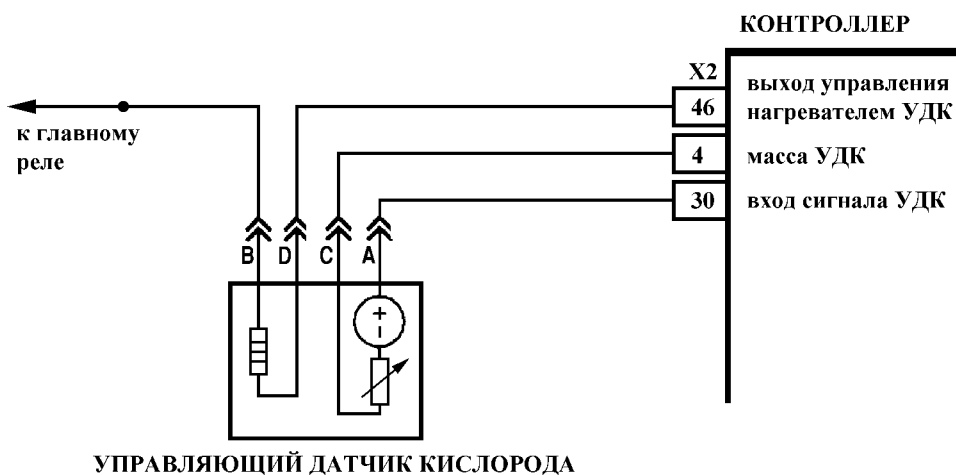 КОНТРОЛЛЕР
X2
46
выход управления
нагревателем УДК
к главному
реле
4
масса УДК
30
вход сигнала УДК
B D C A
+
−
УПРАВЛЯЮЩИЙ ДАТЧИК КИСЛОРОДА